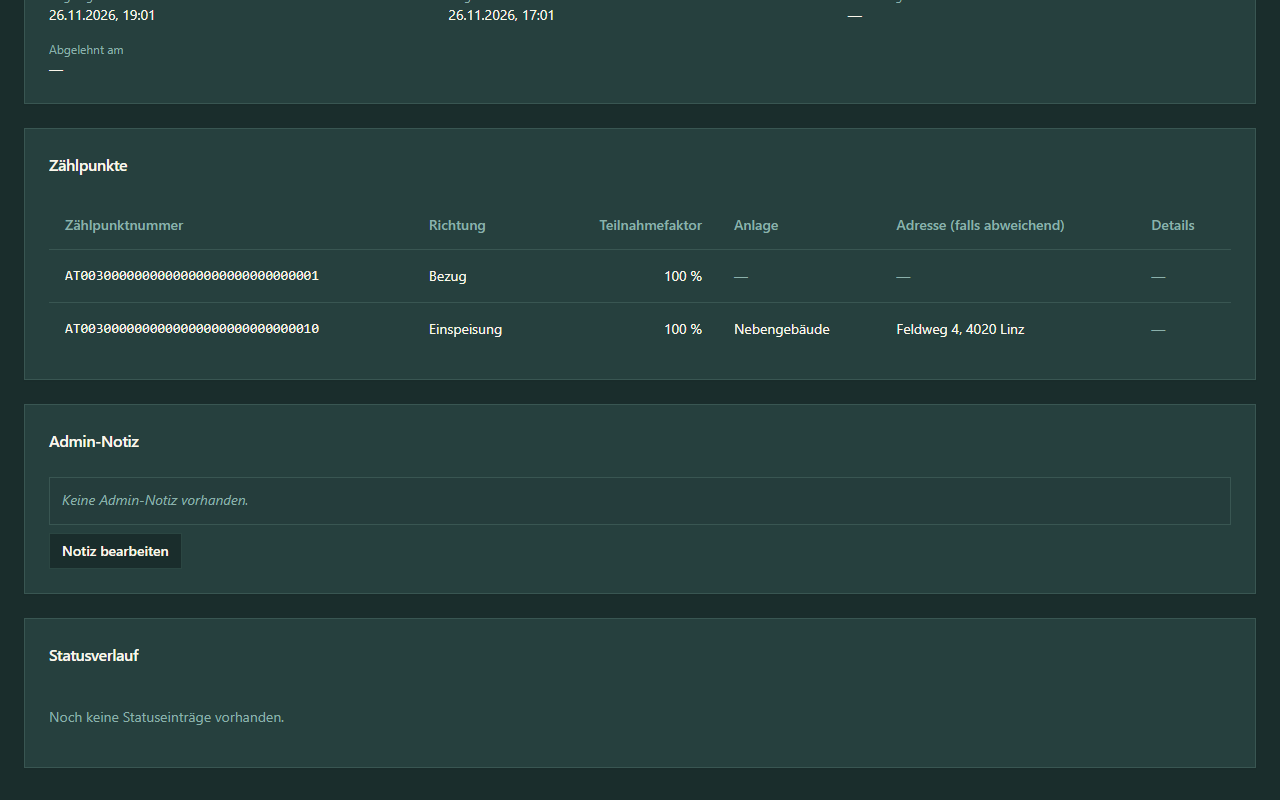 26.11.2026, 19:01 26.11.2026, 17:01 —
Abgelehnt am
—
Zählpunkte
Zählpunktnummer Richtung Teilnahmefaktor Anlage Adresse (falls abweichend) Details
AT0030000000000000000000000000001 Bezug 100 % — — —
AT0030000000000000000000000000010 Einspeisung 100 % Nebengebäude Feldweg 4, 4020 Linz —
Admin-Notiz
Keine Admin-Notiz vorhanden.
Notiz bearbeiten
Statusverlauf
Noch keine Statuseinträge vorhanden.